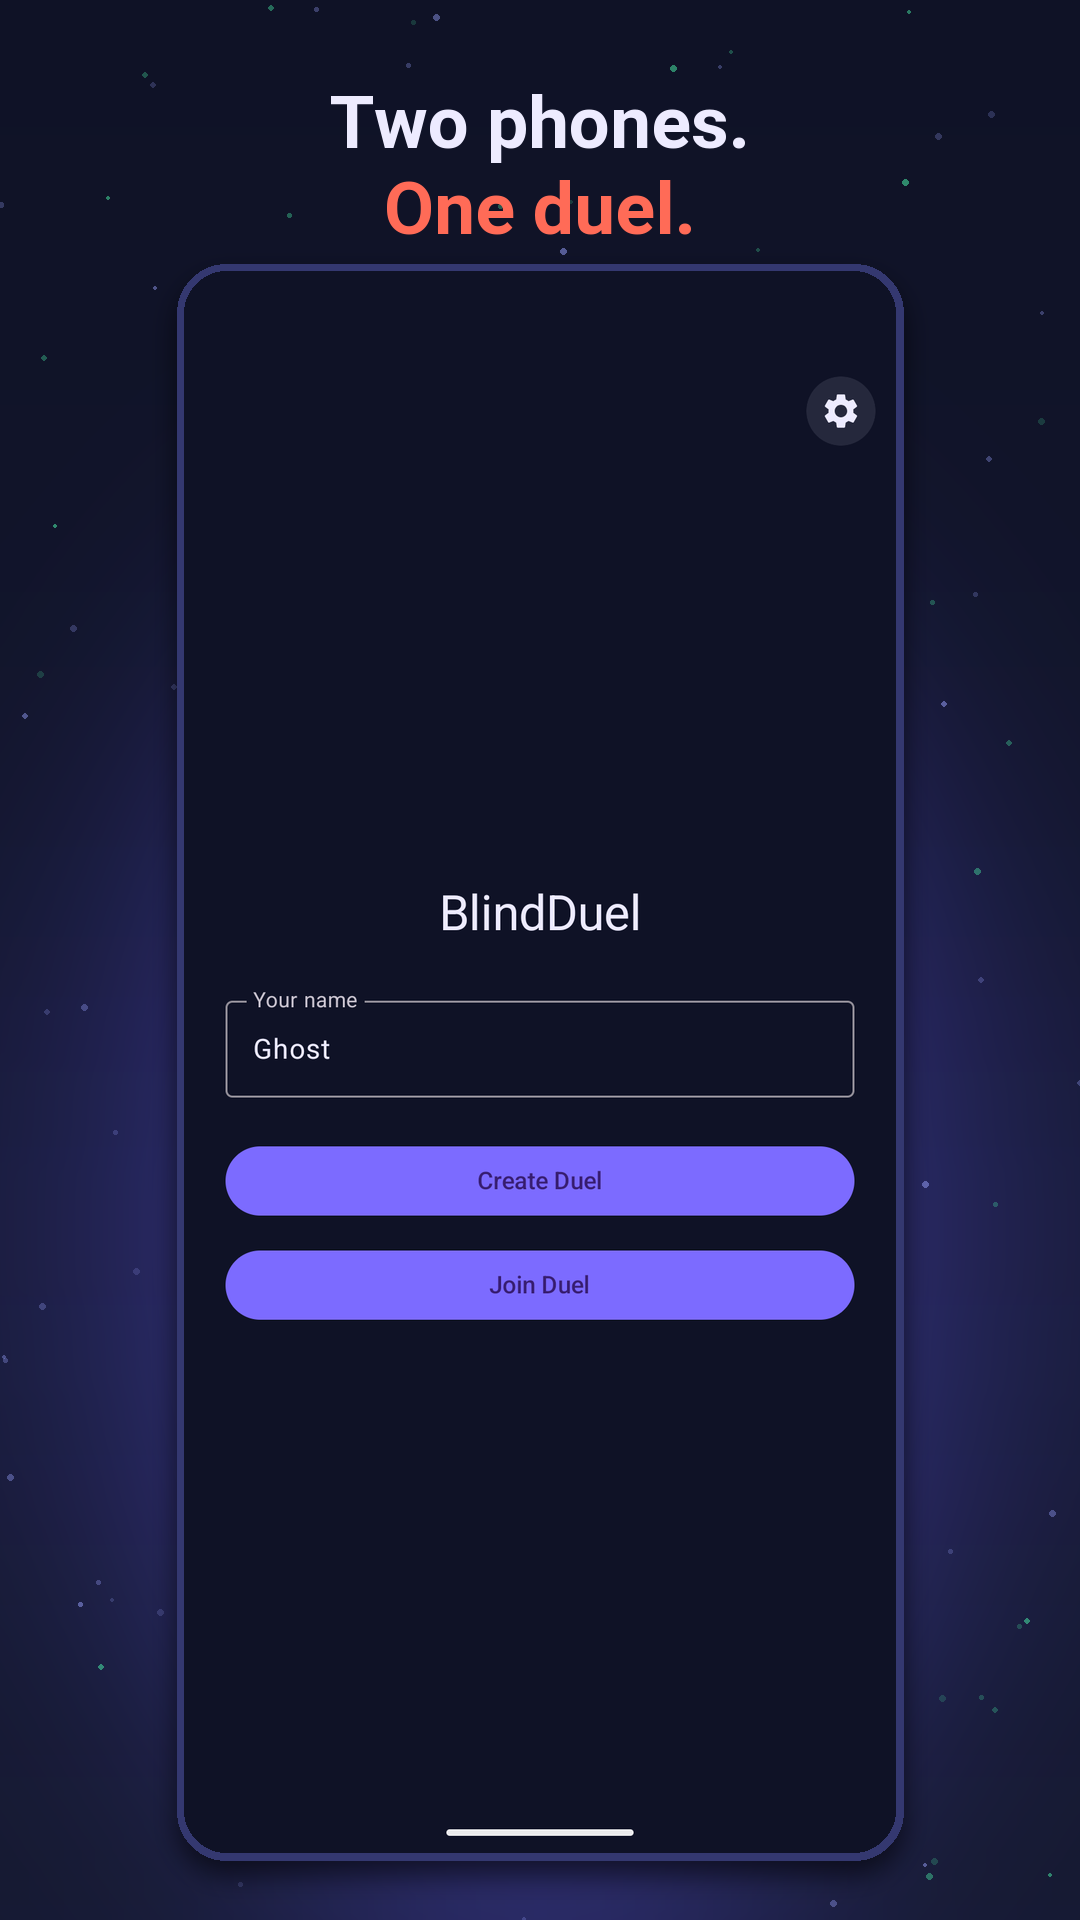 Two phones.
One duel.
BlindDuel
Your name
Ghost
Create Duel
Join Duel